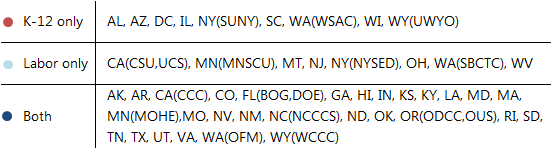 K-12 only
AL, AZ, DC, IL, NY(SUNY), SC, WA(WSAC), WI, WY(UWYO)
Labor only
CA(CSU,UCS), MN(MNSCU), MT, NJ, NY(NYSED), OH, WA(SBCTC), WV
Both
AK, AR, CA(CCC), CO, FL(BOG,DOE), GA, HI, IN, KS, KY, LA, MD, MA,
MN(MOHE),MO, NV, NM, NC(NCCCS), ND, OK, OR(ODCC,OUS), RI, SD,
TN, TX, UT, VA, WA(OFM), WY(WCCC)